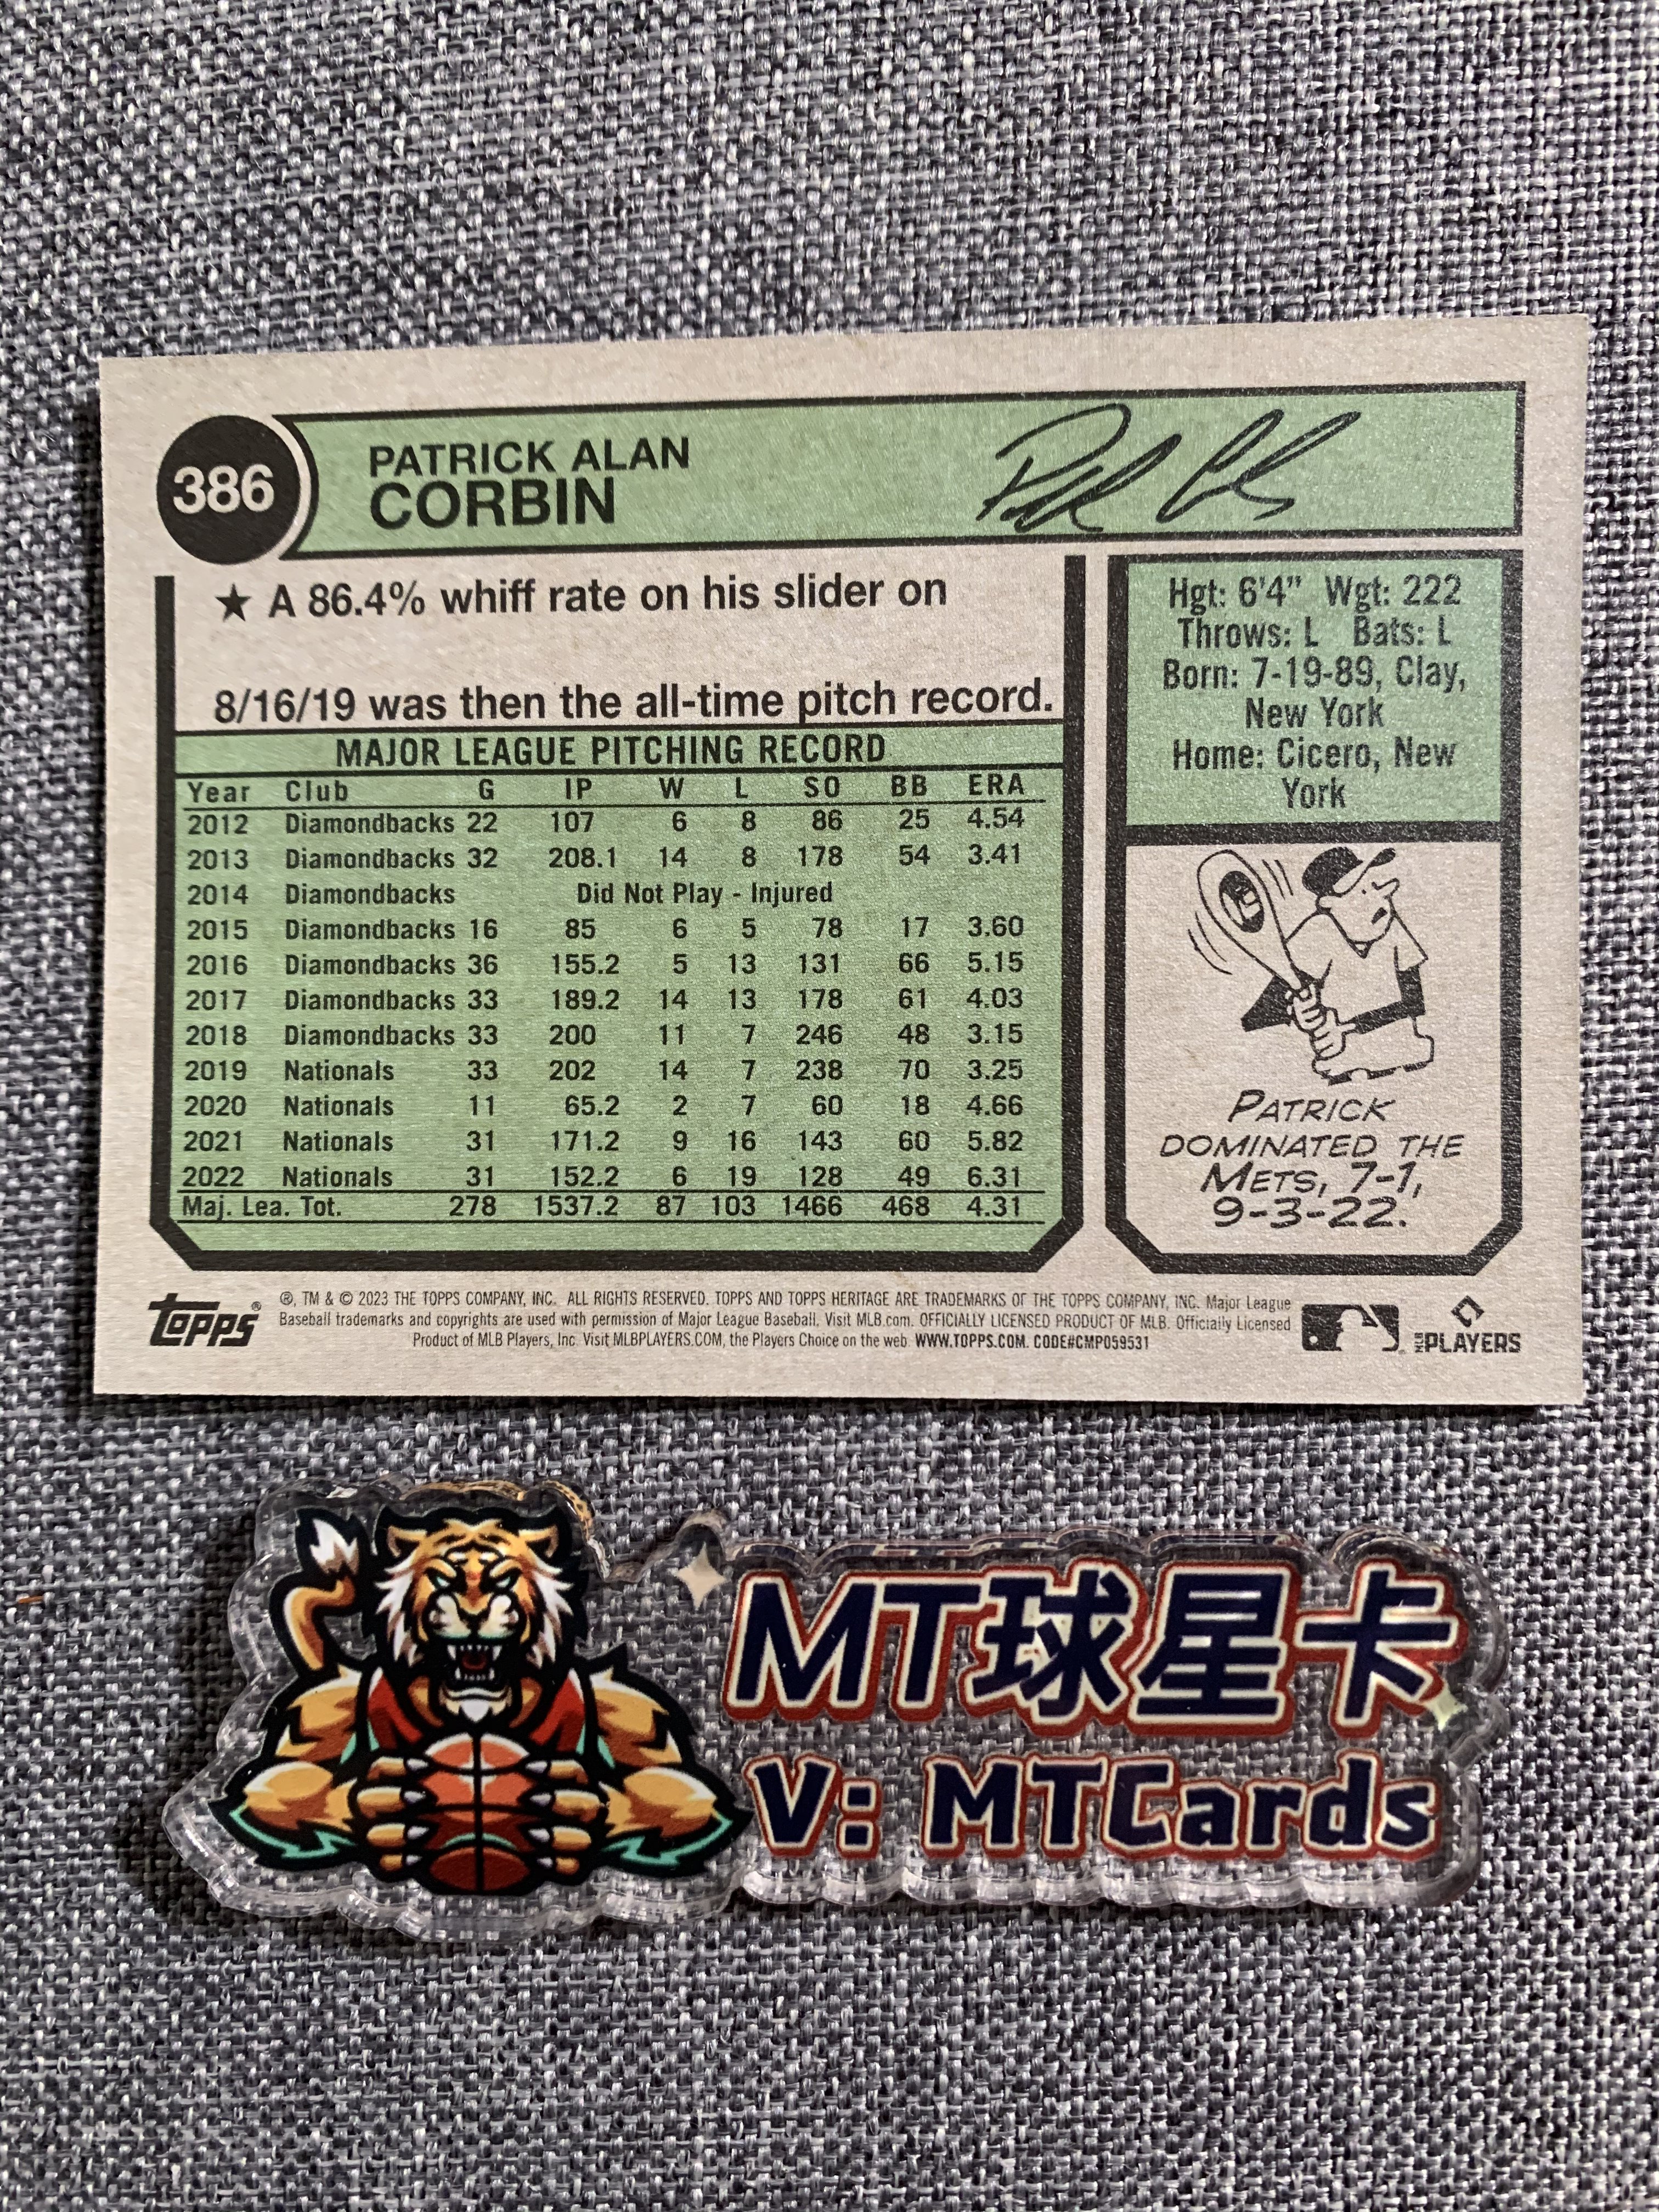 386
PATRICK ALAN
CORBIN
★ A 86.4% whiff rate on his slider on
8/16/19 was then the all-time pitch record.
MAJOR LEAGUE PITCHING RECORD
Year Club G IP W L SO BB ERA
2012 Diamondbacks 22 107 6 8 86 25 4.54
2013 Diamondbacks 32 208.1 14 8 178 54 3.41
2014 Diamondbacks Did Not Play - Injured
2015 Diamondbacks 16 85 6 5 78 17 3.60
2016 Diamondbacks 36 155.2 5 13 131 66 5.15
2017 Diamondbacks 33 189.2 14 13 178 61 4.03
2018 Diamondbacks 33 200 11 7 246 48 3.15
2019 Nationals 33 202 14 7 238 70 3.25
2020 Nationals 11 65.2 2 7 60 18 4.66
2021 Nationals 31 171.2 9 16 143 60 5.82
2022 Nationals 31 152.2 6 19 128 49 6.31
Maj. Lea. Tot. 278 1537.2 87 103 1466 468 4.31
Hgt: 6'4" Wgt: 222
Throws: L Bats: L
Born: 7-19-89, Clay,
New York
Home: Cicero, New
York
PATRICK
DOMINATED THE
METS, 7-1,
9-3-22.
TOPPS®
®, TM & © 2023 THE TOPPS COMPANY, INC. ALL RIGHTS RESERVED. TOPPS AND TOPPS HERITAGE ARE TRADEMARKS OF THE TOPPS COMPANY, INC. Major League
Baseball trademarks and copyrights are used with permission of Major League Baseball. Visit MLB.com. OFFICIALLY LICENSED PRODUCT OF MLB. Officially Licensed
Product of MLB Players, Inc. Visit MLBPLAYERS.COM, the Players Choice on the web. WWW.TOPPS.COM. CODE#CMP059531
MLB PLAYERS
MT球星卡
V: MTCards